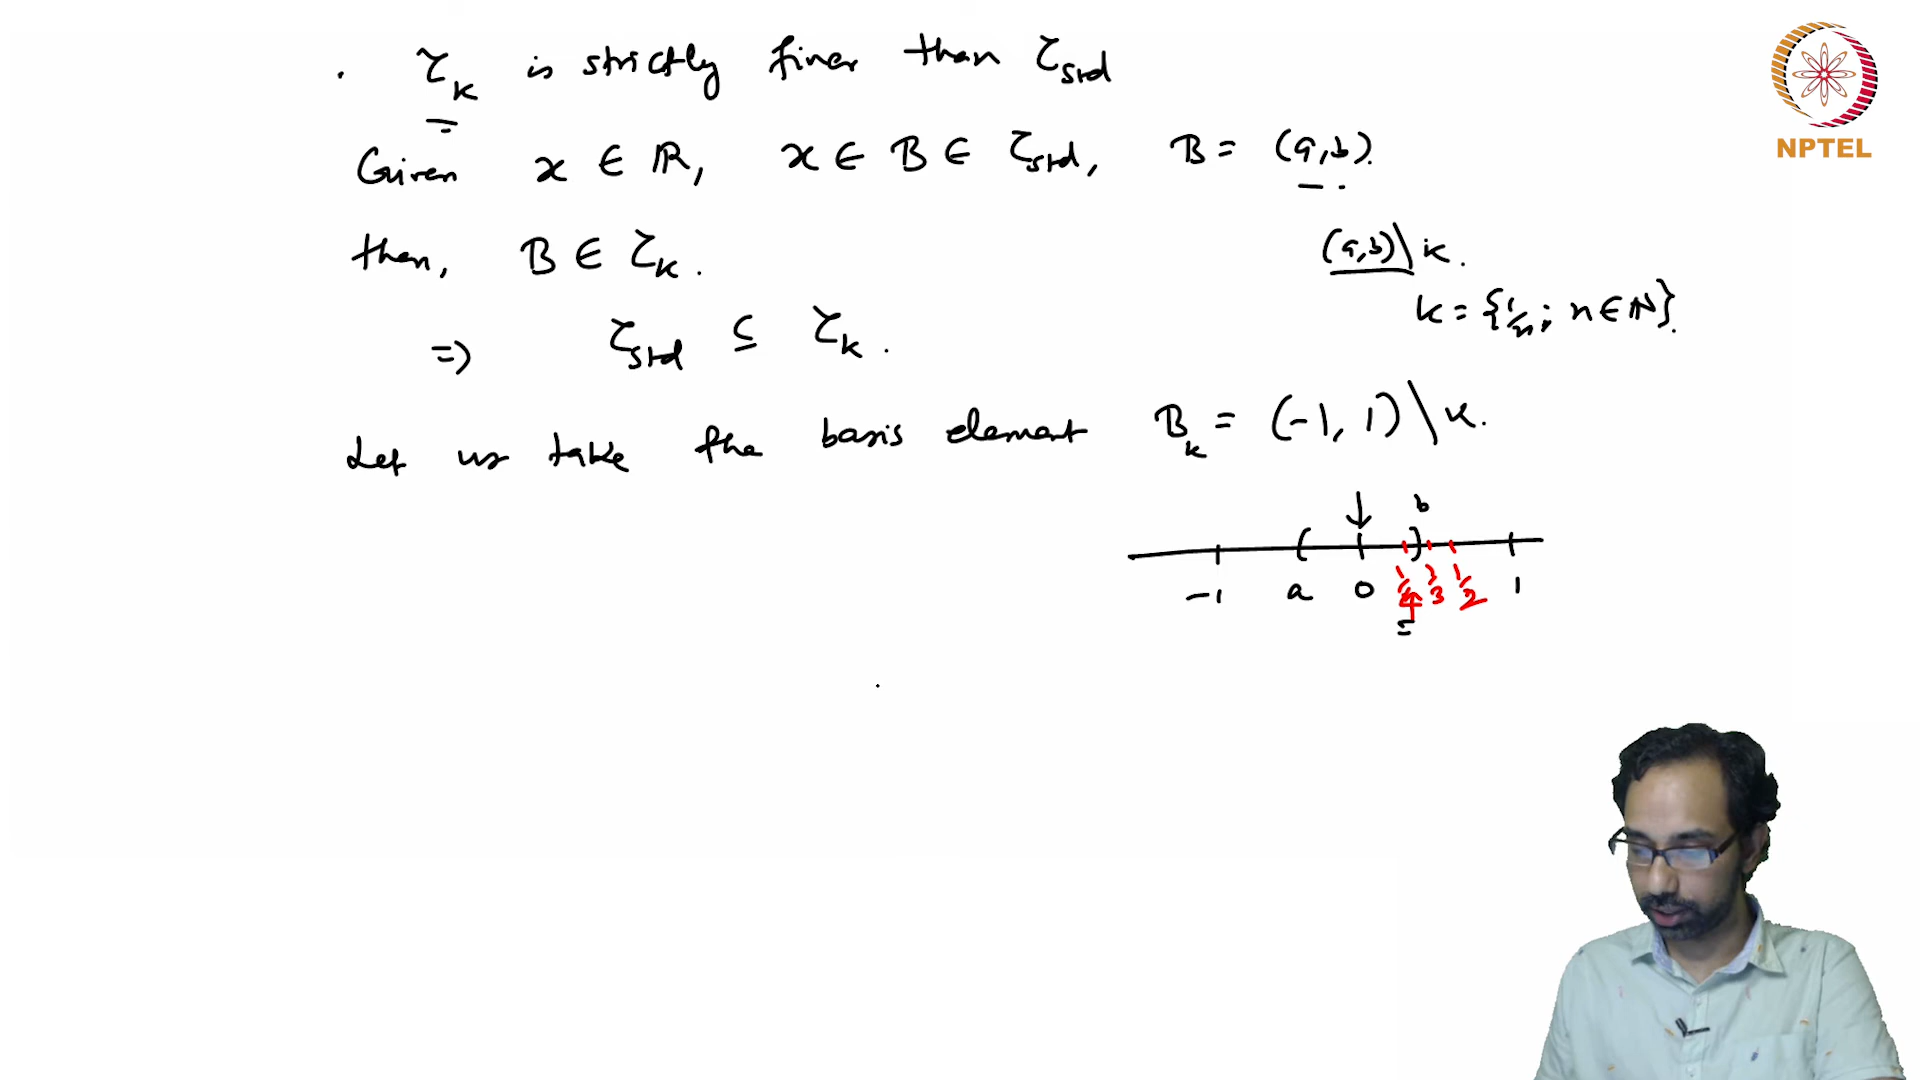 · τ_K is strictly finer than τ_std
Given x ∈ ℝ, x ∈ B ∈ τ_std, B = (a,b).
then, B ∈ τ_K.
(a,b)\K.
K = {1/n ; n ∈ ℕ}.
⇒ τ_std ⊆ τ_K.
Let us take the basis element B_K = (-1, 1) \ K.
b
-1 a 0 1/4 1/3 1/2 1
NPTEL